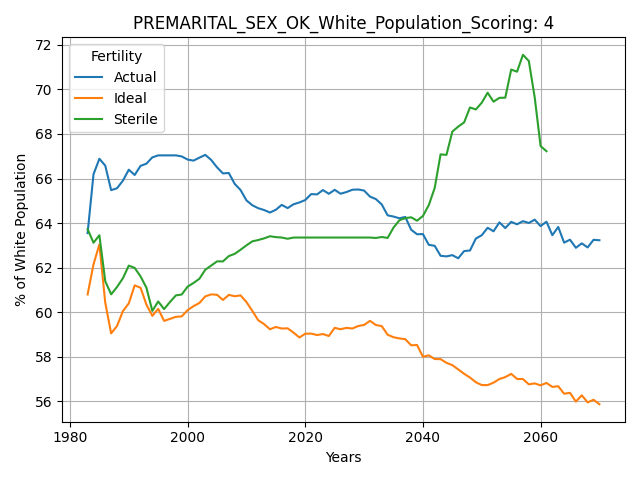 PREMARITAL_SEX_OK_White_Population_Scoring: 4
Fertility
Actual
Ideal
Sterile
% of White Population
72
70
68
66
64
62
60
58
56
1980
2000
2020
2040
2060
Years